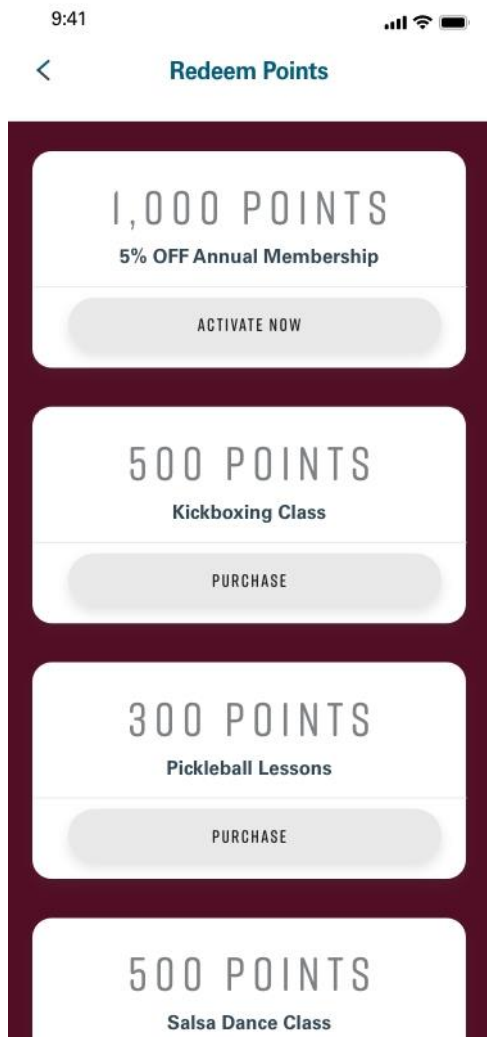 9:41
Redeem Points
1,000 POINTS
5% OFF Annual Membership
ACTIVATE NOW
500 POINTS
Kickboxing Class
PURCHASE
300 POINTS
Pickleball Lessons
PURCHASE
500 POINTS
Salsa Dance Class